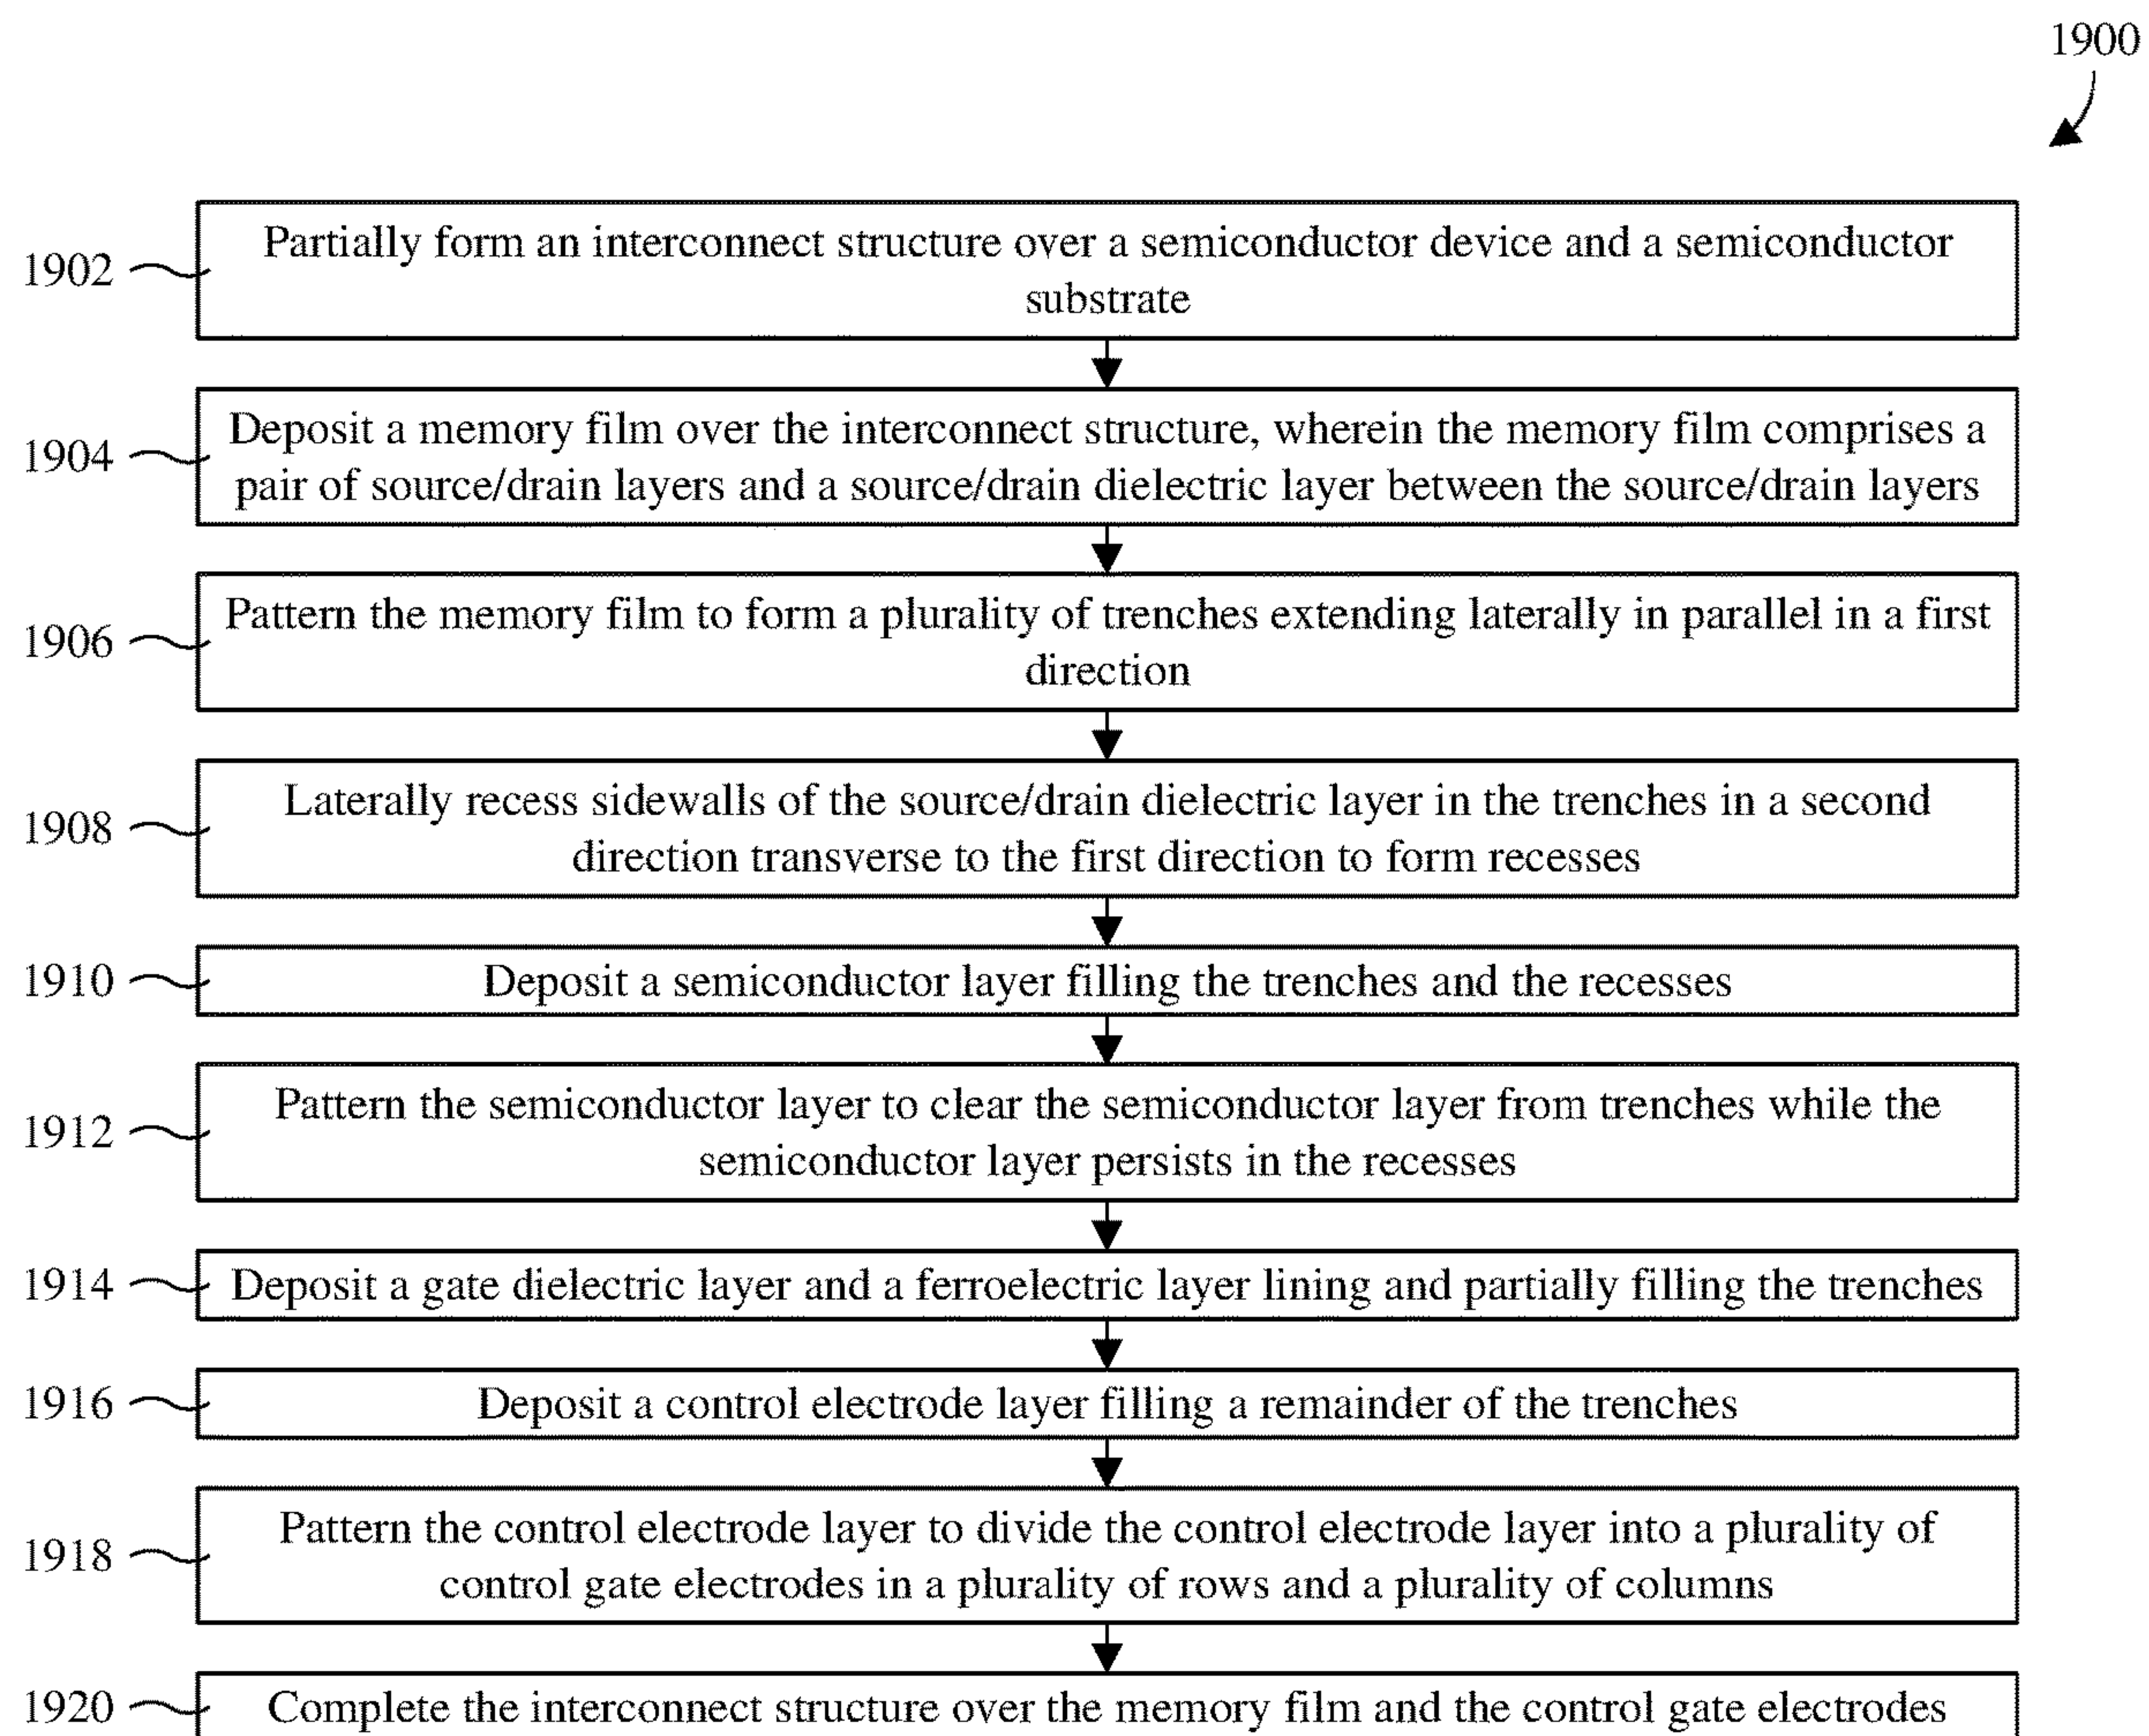 1900
1902
Partially form an interconnect structure over a semiconductor device and a semiconductor
substrate
1904
Deposit a memory film over the interconnect structure, wherein the memory film comprises a
pair of source/drain layers and a source/drain dielectric layer between the source/drain layers
1906
Pattern the memory film to form a plurality of trenches extending laterally in parallel in a first
direction
1908
Laterally recess sidewalls of the source/drain dielectric layer in the trenches in a second
direction transverse to the first direction to form recesses
1910
Deposit a semiconductor layer filling the trenches and the recesses
1912
Pattern the semiconductor layer to clear the semiconductor layer from trenches while the
semiconductor layer persists in the recesses
1914
Deposit a gate dielectric layer and a ferroelectric layer lining and partially filling the trenches
1916
Deposit a control electrode layer filling a remainder of the trenches
1918
Pattern the control electrode layer to divide the control electrode layer into a plurality of
control gate electrodes in a plurality of rows and a plurality of columns
1920
Complete the interconnect structure over the memory film and the control gate electrodes